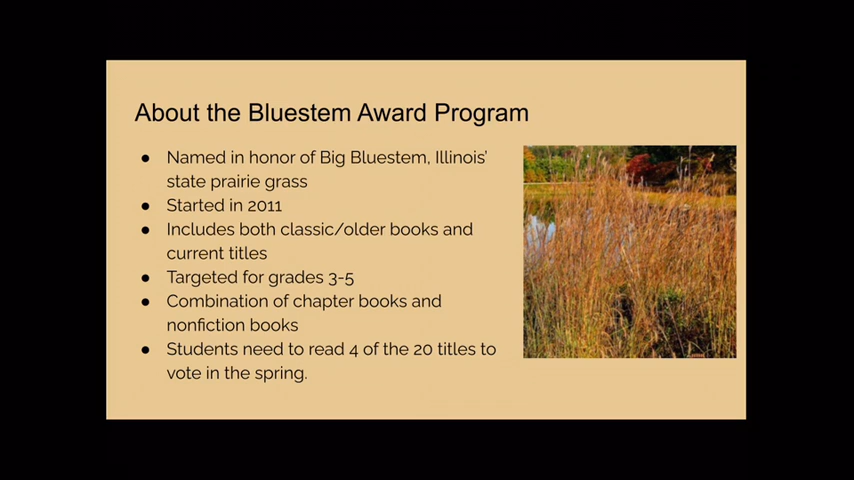 About the Bluestem Award Program
● Named in honor of Big Bluestem, Illinois'
state prairie grass
● Started in 2011
● Includes both classic/older books and
current titles
● Targeted for grades 3-5
● Combination of chapter books and
nonfiction books
● Students need to read 4 of the 20 titles to
vote in the spring.